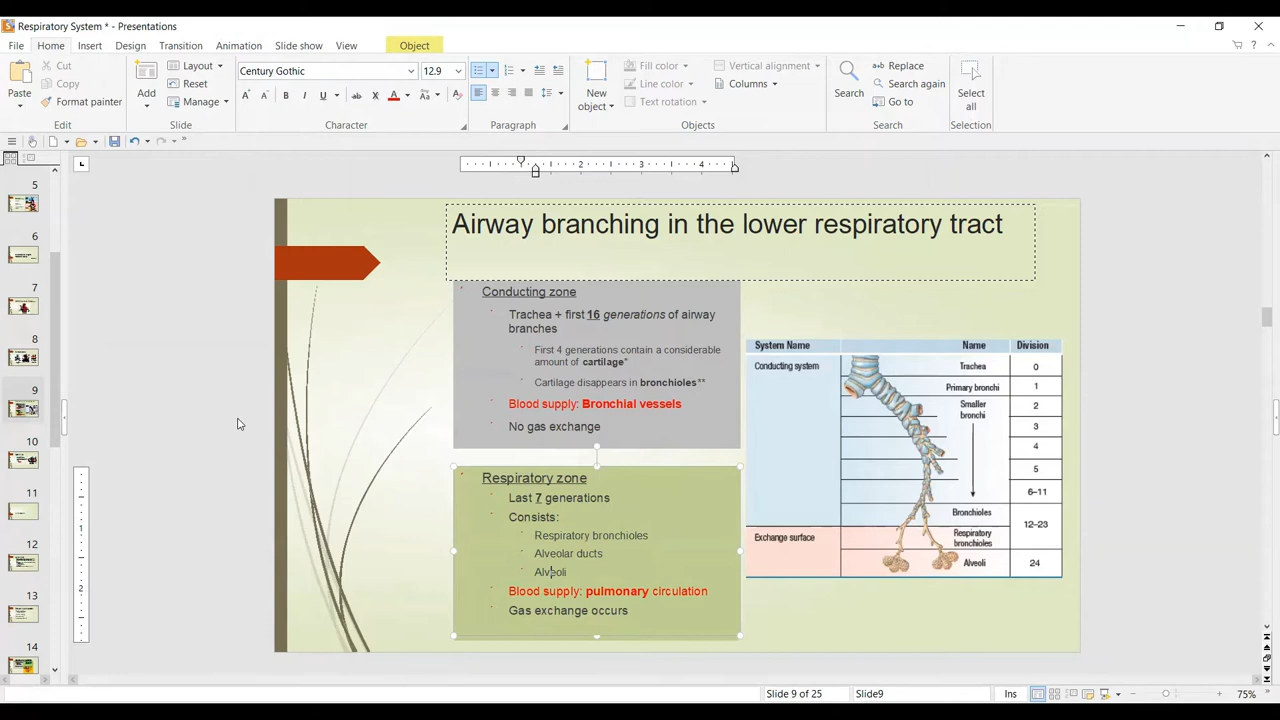 Respiratory System * - Presentations
File Home Insert Design Transition Animation Slide show View Object
Paste
Cut
Copy
Format painter
Edit
Add
Layout
Reset
Manage
Slide
Century Gothic 12.9
Character
Paragraph
New object
Fill color
Line color
Text rotation
Vertical alignment
Columns
Objects
Search
Replace
Search again
Go to
Search
Select all
Selection
1 2 3 4
5
6
7
8
9
10
11
12
13
14
1
2
Airway branching in the lower respiratory tract
Conducting zone
Trachea + first 16 generations of airway
branches
First 4 generations contain a considerable
amount of cartilage*
Cartilage disappears in bronchioles**
Blood supply: Bronchial vessels
No gas exchange
Respiratory zone
Last 7 generations
Consists:
Respiratory bronchioles
Alveolar ducts
Alveoli
Blood supply: pulmonary circulation
Gas exchange occurs
System Name Name Division
Conducting system Trachea 0
Primary bronchi 1
Smaller 2
bronchi
3
4
5
6–11
Bronchioles
12–23
Exchange surface Respiratory
bronchioles
Alveoli 24
Slide 9 of 25 Slide9 Ins 75%